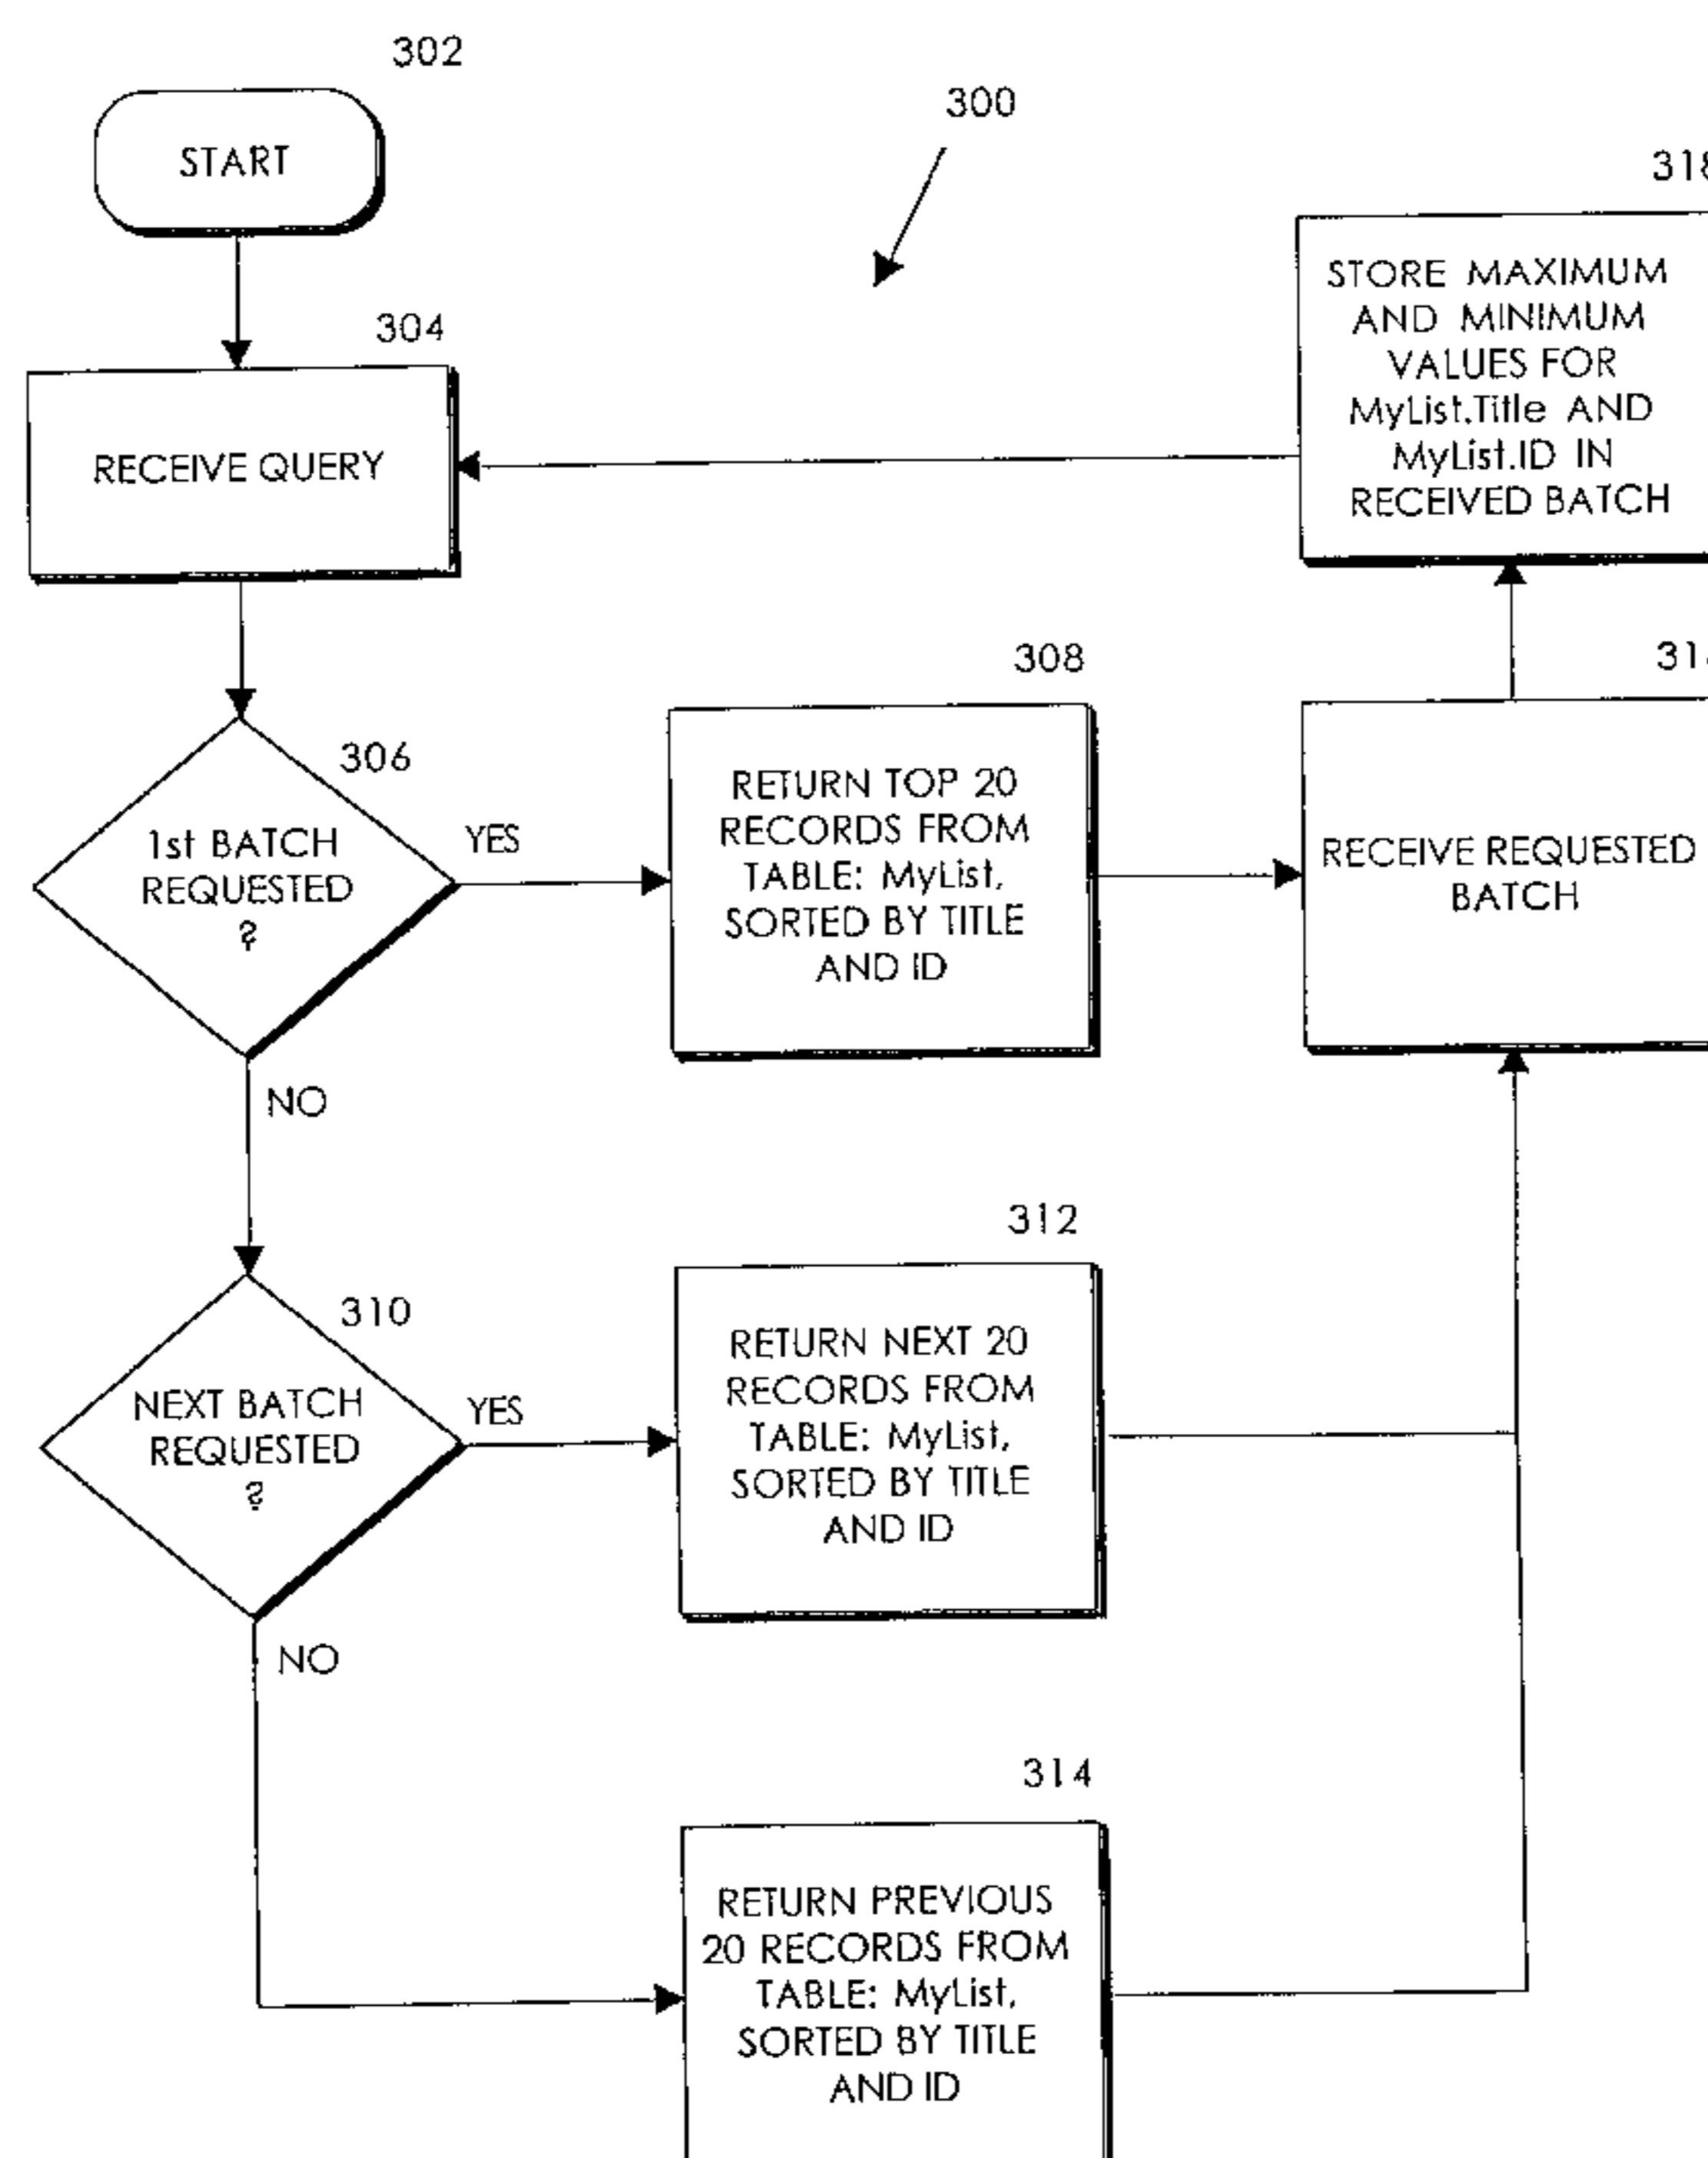 302
START
300
304
RECEIVE QUERY
STORE MAXIMUM
AND MINIMUM
VALUES FOR
MyList.Title AND
MyList.ID IN
RECEIVED BATCH
306
1st BATCH
REQUESTED
?
YES
NO
308
RETURN TOP 20
RECORDS FROM
TABLE: MyList,
SORTED BY TITLE
AND ID
RECEIVE REQUESTED
BATCH
310
NEXT BATCH
REQUESTED
?
YES
NO
312
RETURN NEXT 20
RECORDS FROM
TABLE: MyList,
SORTED BY TITLE
AND ID
314
RETURN PREVIOUS
20 RECORDS FROM
TABLE: MyList,
SORTED BY TITLE
AND ID